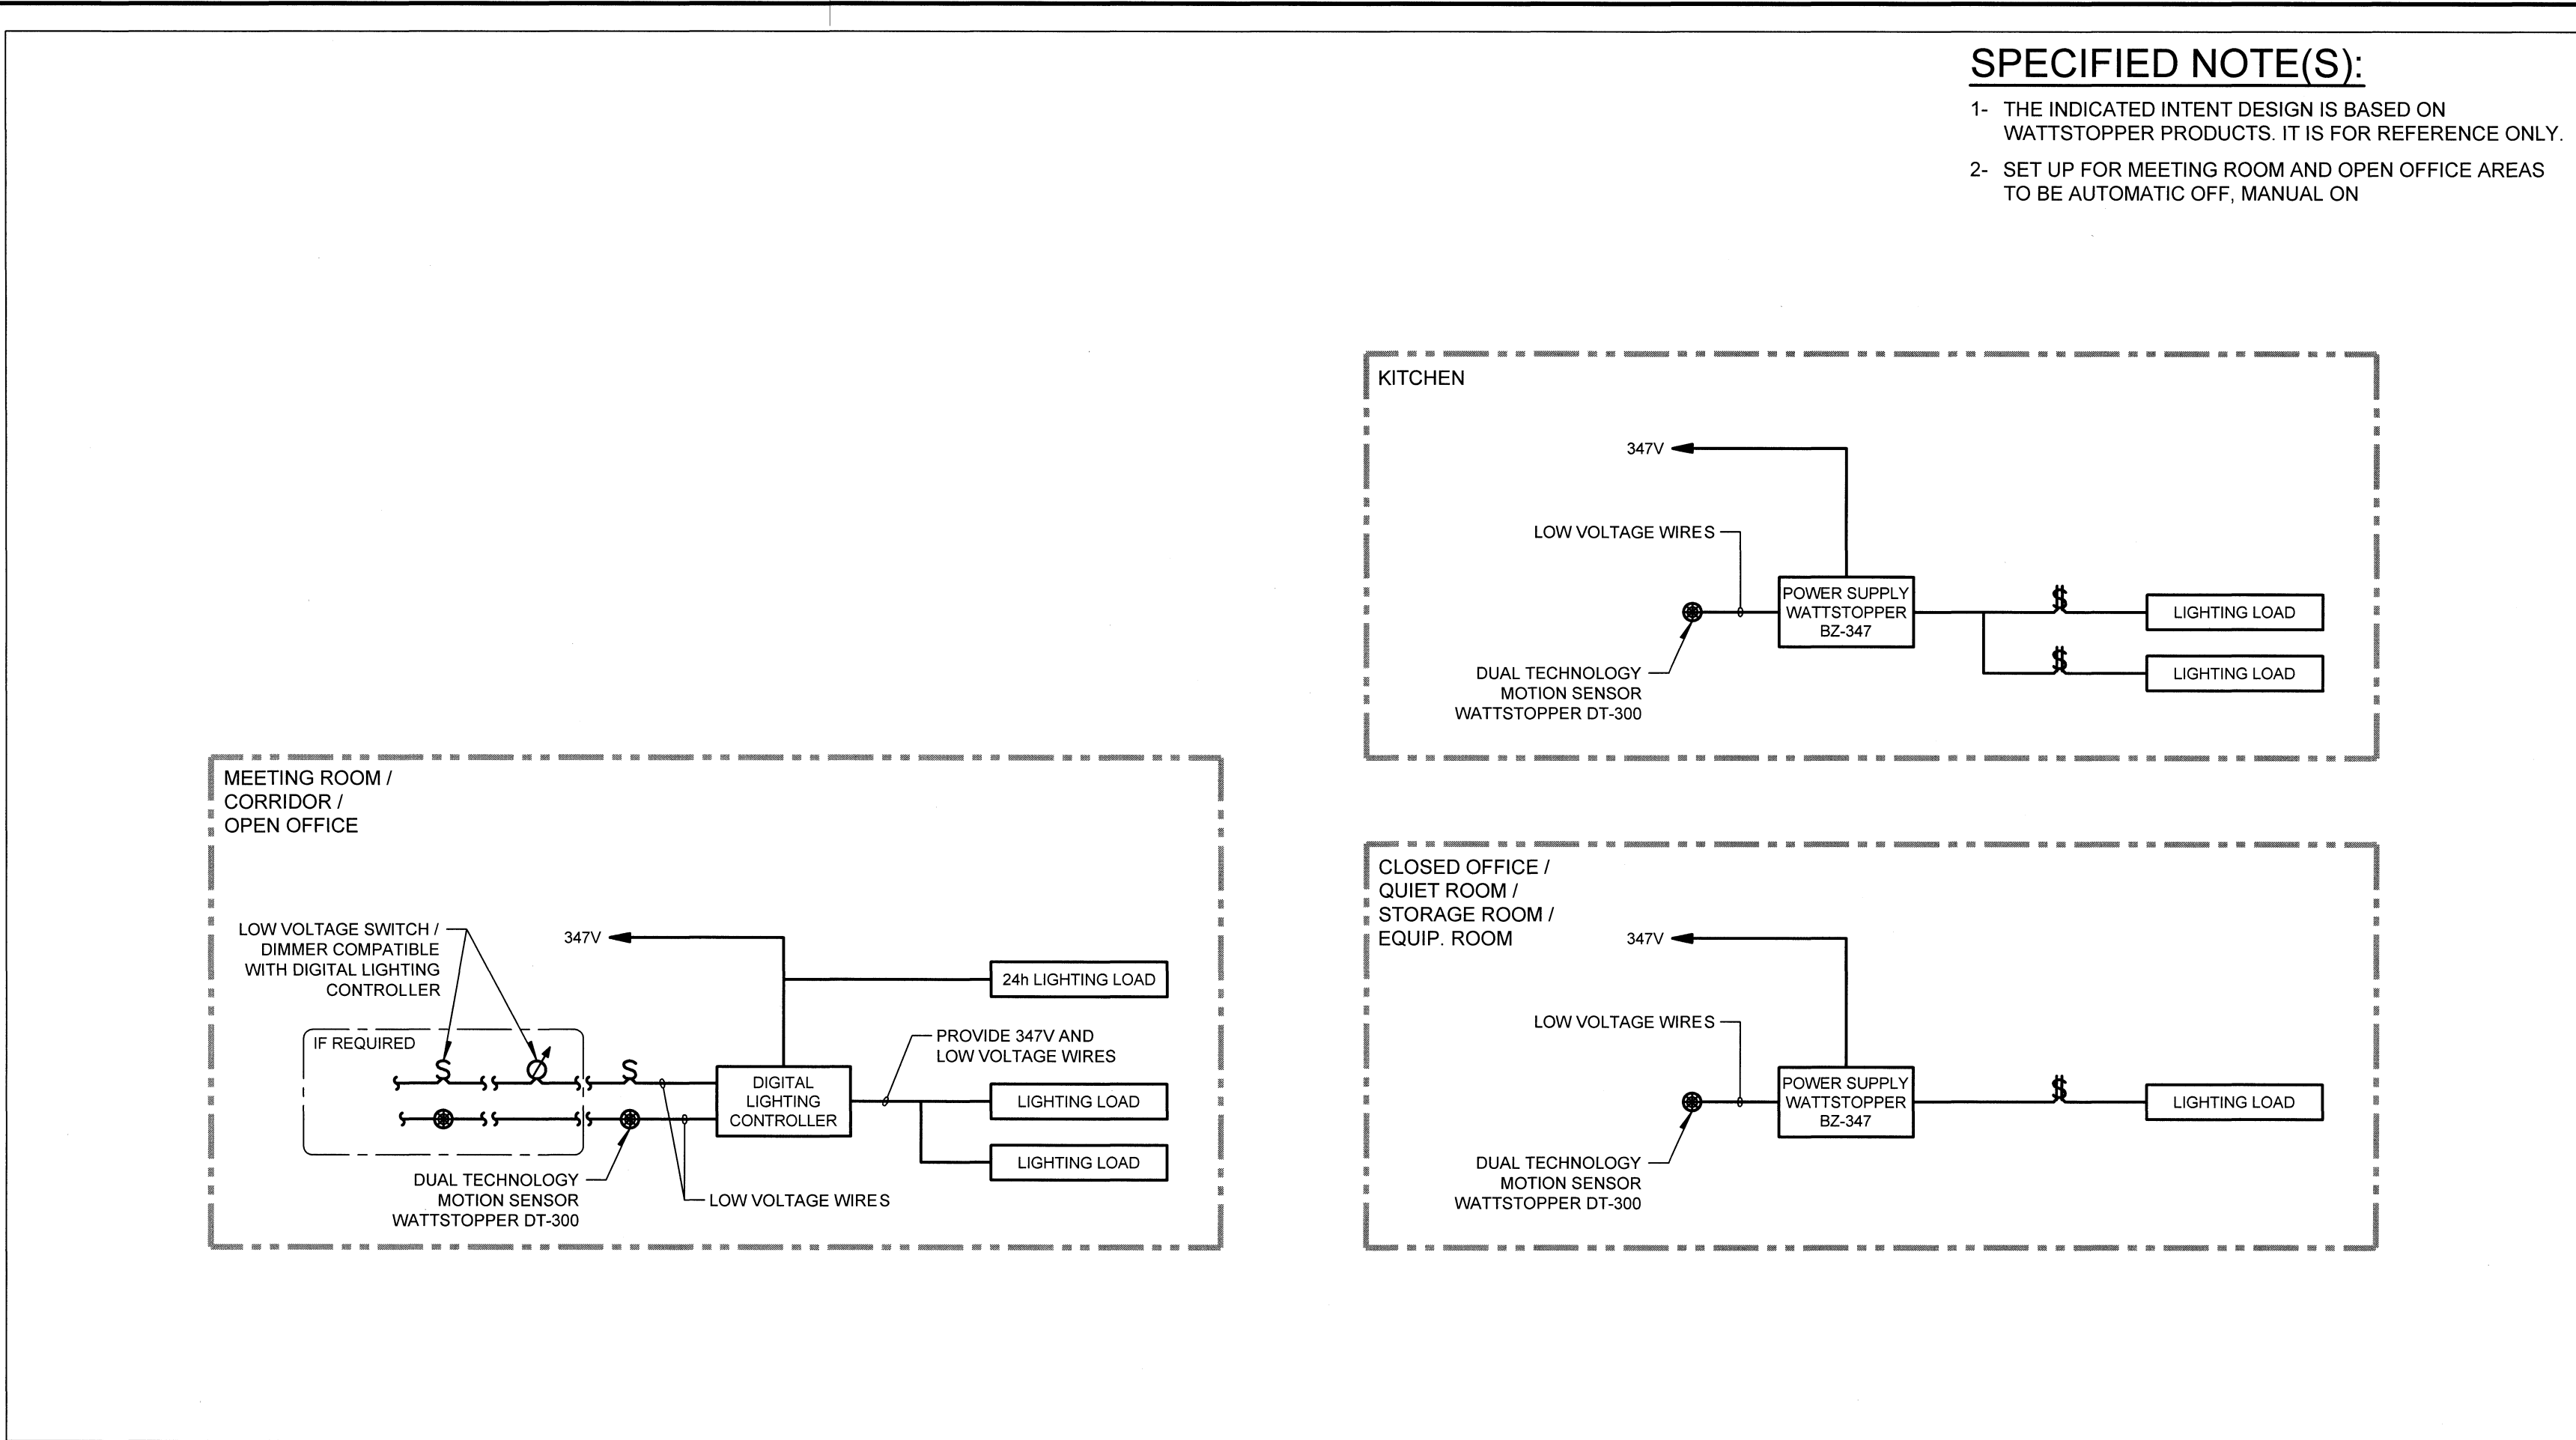 SPECIFIED NOTE(S):
1- THE INDICATED INTENT DESIGN IS BASED ON
WATTSTOPPER PRODUCTS. IT IS FOR REFERENCE ONLY.
2- SET UP FOR MEETING ROOM AND OPEN OFFICE AREAS
TO BE AUTOMATIC OFF, MANUAL ON
KITCHEN
347V
LOW VOLTAGE WIRES
POWER SUPPLY
WATTSTOPPER
BZ-347
$
LIGHTING LOAD
$
LIGHTING LOAD
DUAL TECHNOLOGY
MOTION SENSOR
WATTSTOPPER DT-300
MEETING ROOM /
CORRIDOR /
OPEN OFFICE
LOW VOLTAGE SWITCH /
DIMMER COMPATIBLE
WITH DIGITAL LIGHTING
CONTROLLER
347V
24h LIGHTING LOAD
PROVIDE 347V AND
LOW VOLTAGE WIRES
IF REQUIRED
S
S
DIGITAL
LIGHTING
CONTROLLER
LIGHTING LOAD
LIGHTING LOAD
DUAL TECHNOLOGY
MOTION SENSOR
WATTSTOPPER DT-300
LOW VOLTAGE WIRES
CLOSED OFFICE /
QUIET ROOM /
STORAGE ROOM /
EQUIP. ROOM
347V
LOW VOLTAGE WIRES
POWER SUPPLY
WATTSTOPPER
BZ-347
$
LIGHTING LOAD
DUAL TECHNOLOGY
MOTION SENSOR
WATTSTOPPER DT-300